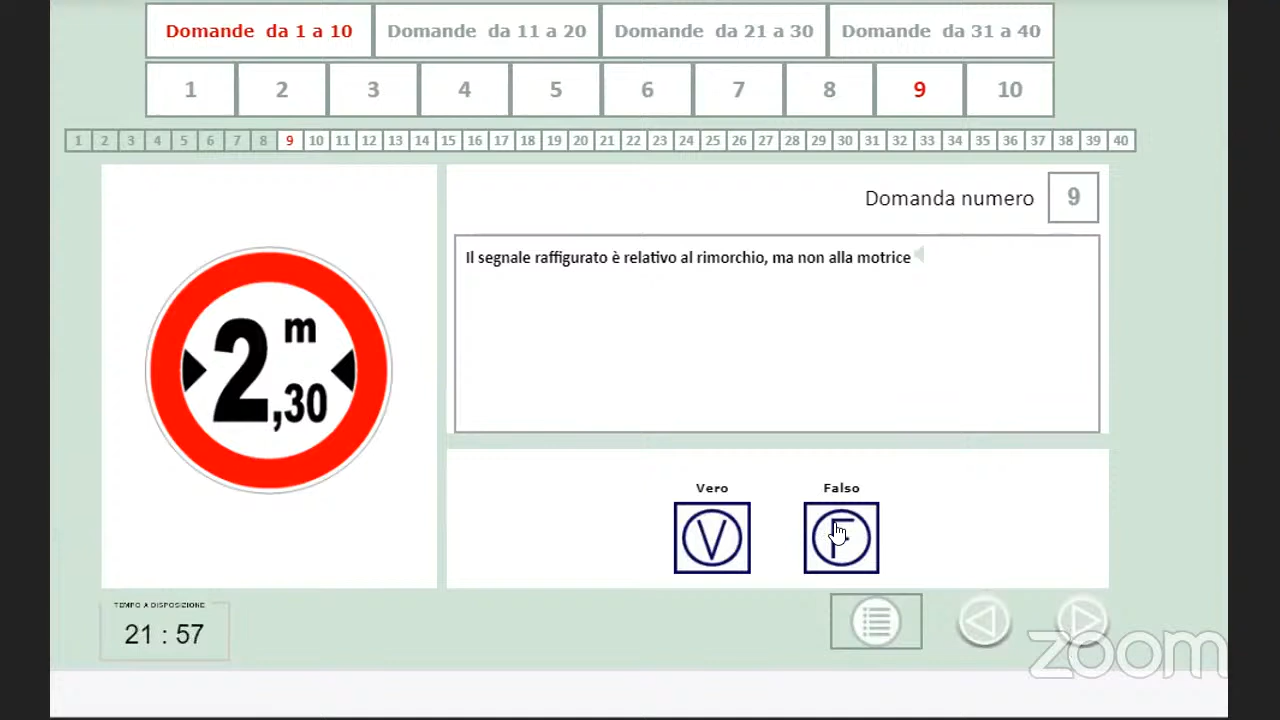 Domande da 1 a 10 Domande da 11 a 20 Domande da 21 a 30 Domande da 31 a 40
1 2 3 4 5 6 7 8 9 10
1 2 3 4 5 6 7 8 9 10 11 12 13 14 15 16 17 18 19 20 21 22 23 24 25 26 27 28 29 30 31 32 33 34 35 36 37 38 39 40
Domanda numero 9
Il segnale raffigurato è relativo al rimorchio, ma non alla motrice
2 m
,30
Vero Falso
V F
TEMPO A DISPOSIZIONE
21 : 57
zoom